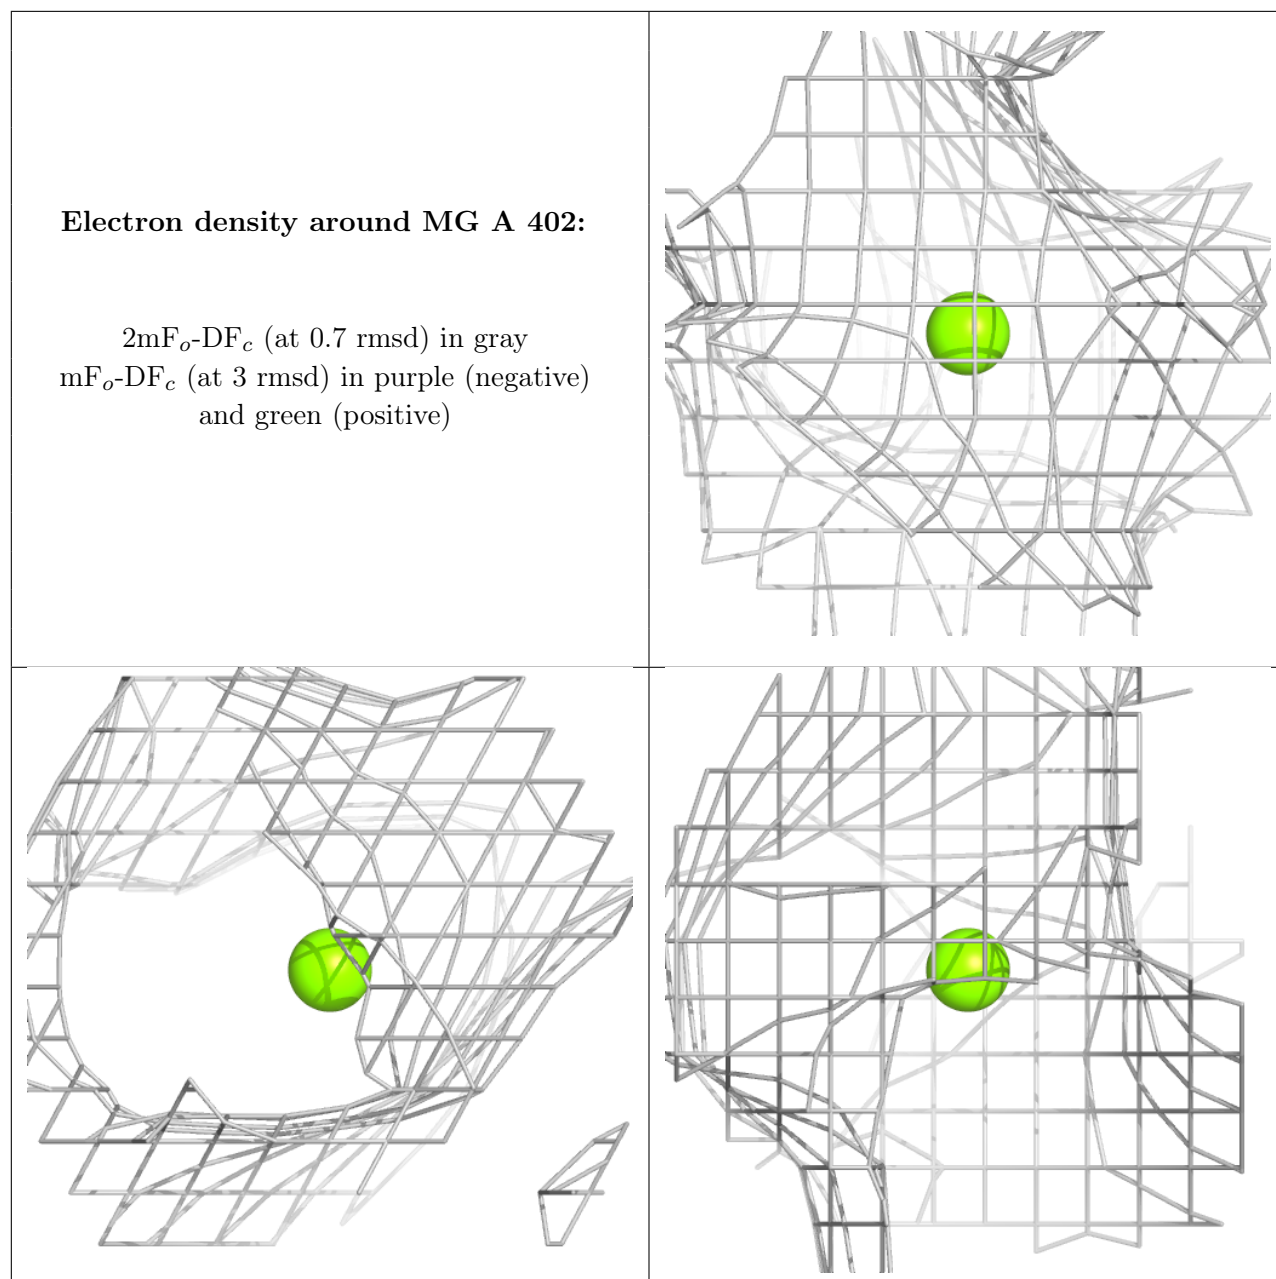 Electron density around MG A 402:
2mFo-DFc (at 0.7 rmsd) in gray
mFo-DFc (at 3 rmsd) in purple (negative)
and green (positive)